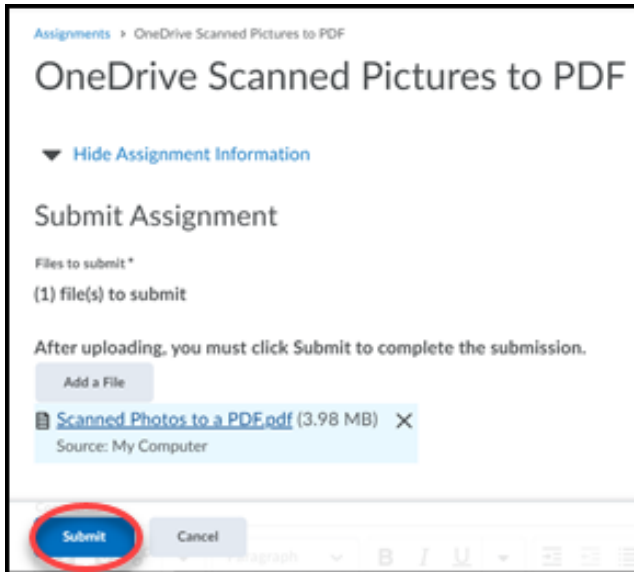 Assignments › OneDrive Scanned Pictures to PDF
OneDrive Scanned Pictures to PDF
Hide Assignment Information
Submit Assignment
Files to submit *
(1) file(s) to submit
After uploading, you must click Submit to complete the submission.
Add a File
Scanned Photos to a PDF.pdf (3.98 MB)
Source: My Computer
Submit Cancel
Paragraph B I U